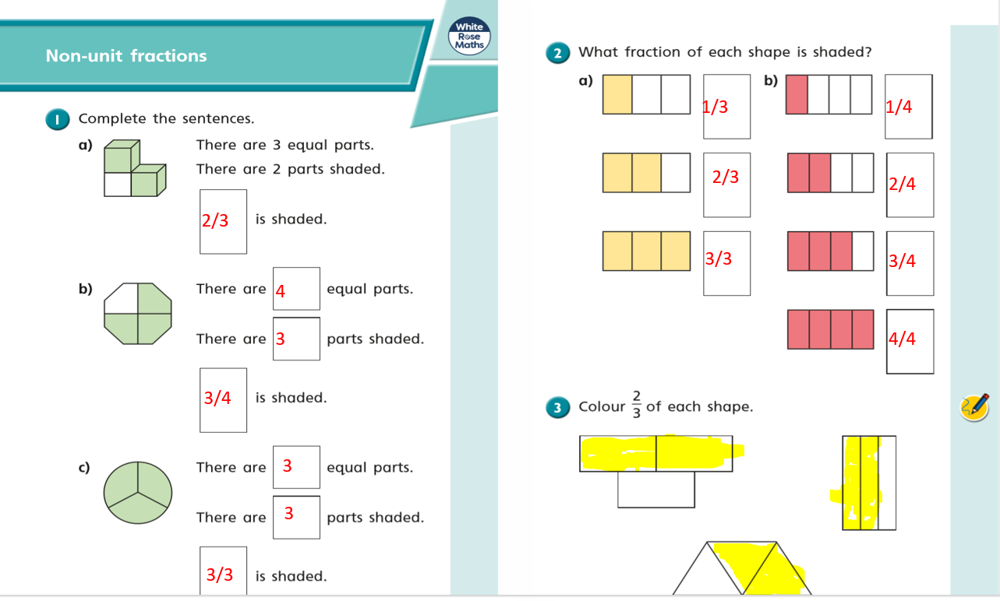 Non-unit fractions
White
Rose
Maths
1 Complete the sentences.
a) There are 3 equal parts.
There are 2 parts shaded.
2/3 is shaded.
b) There are 4 equal parts.
There are 3 parts shaded.
3/4 is shaded.
c) There are 3 equal parts.
There are 3 parts shaded.
3/3 is shaded.
2 What fraction of each shape is shaded?
a) 1/3 b) 1/4
2/3 2/4
3/3 3/4
4/4
3 Colour 2/3 of each shape.